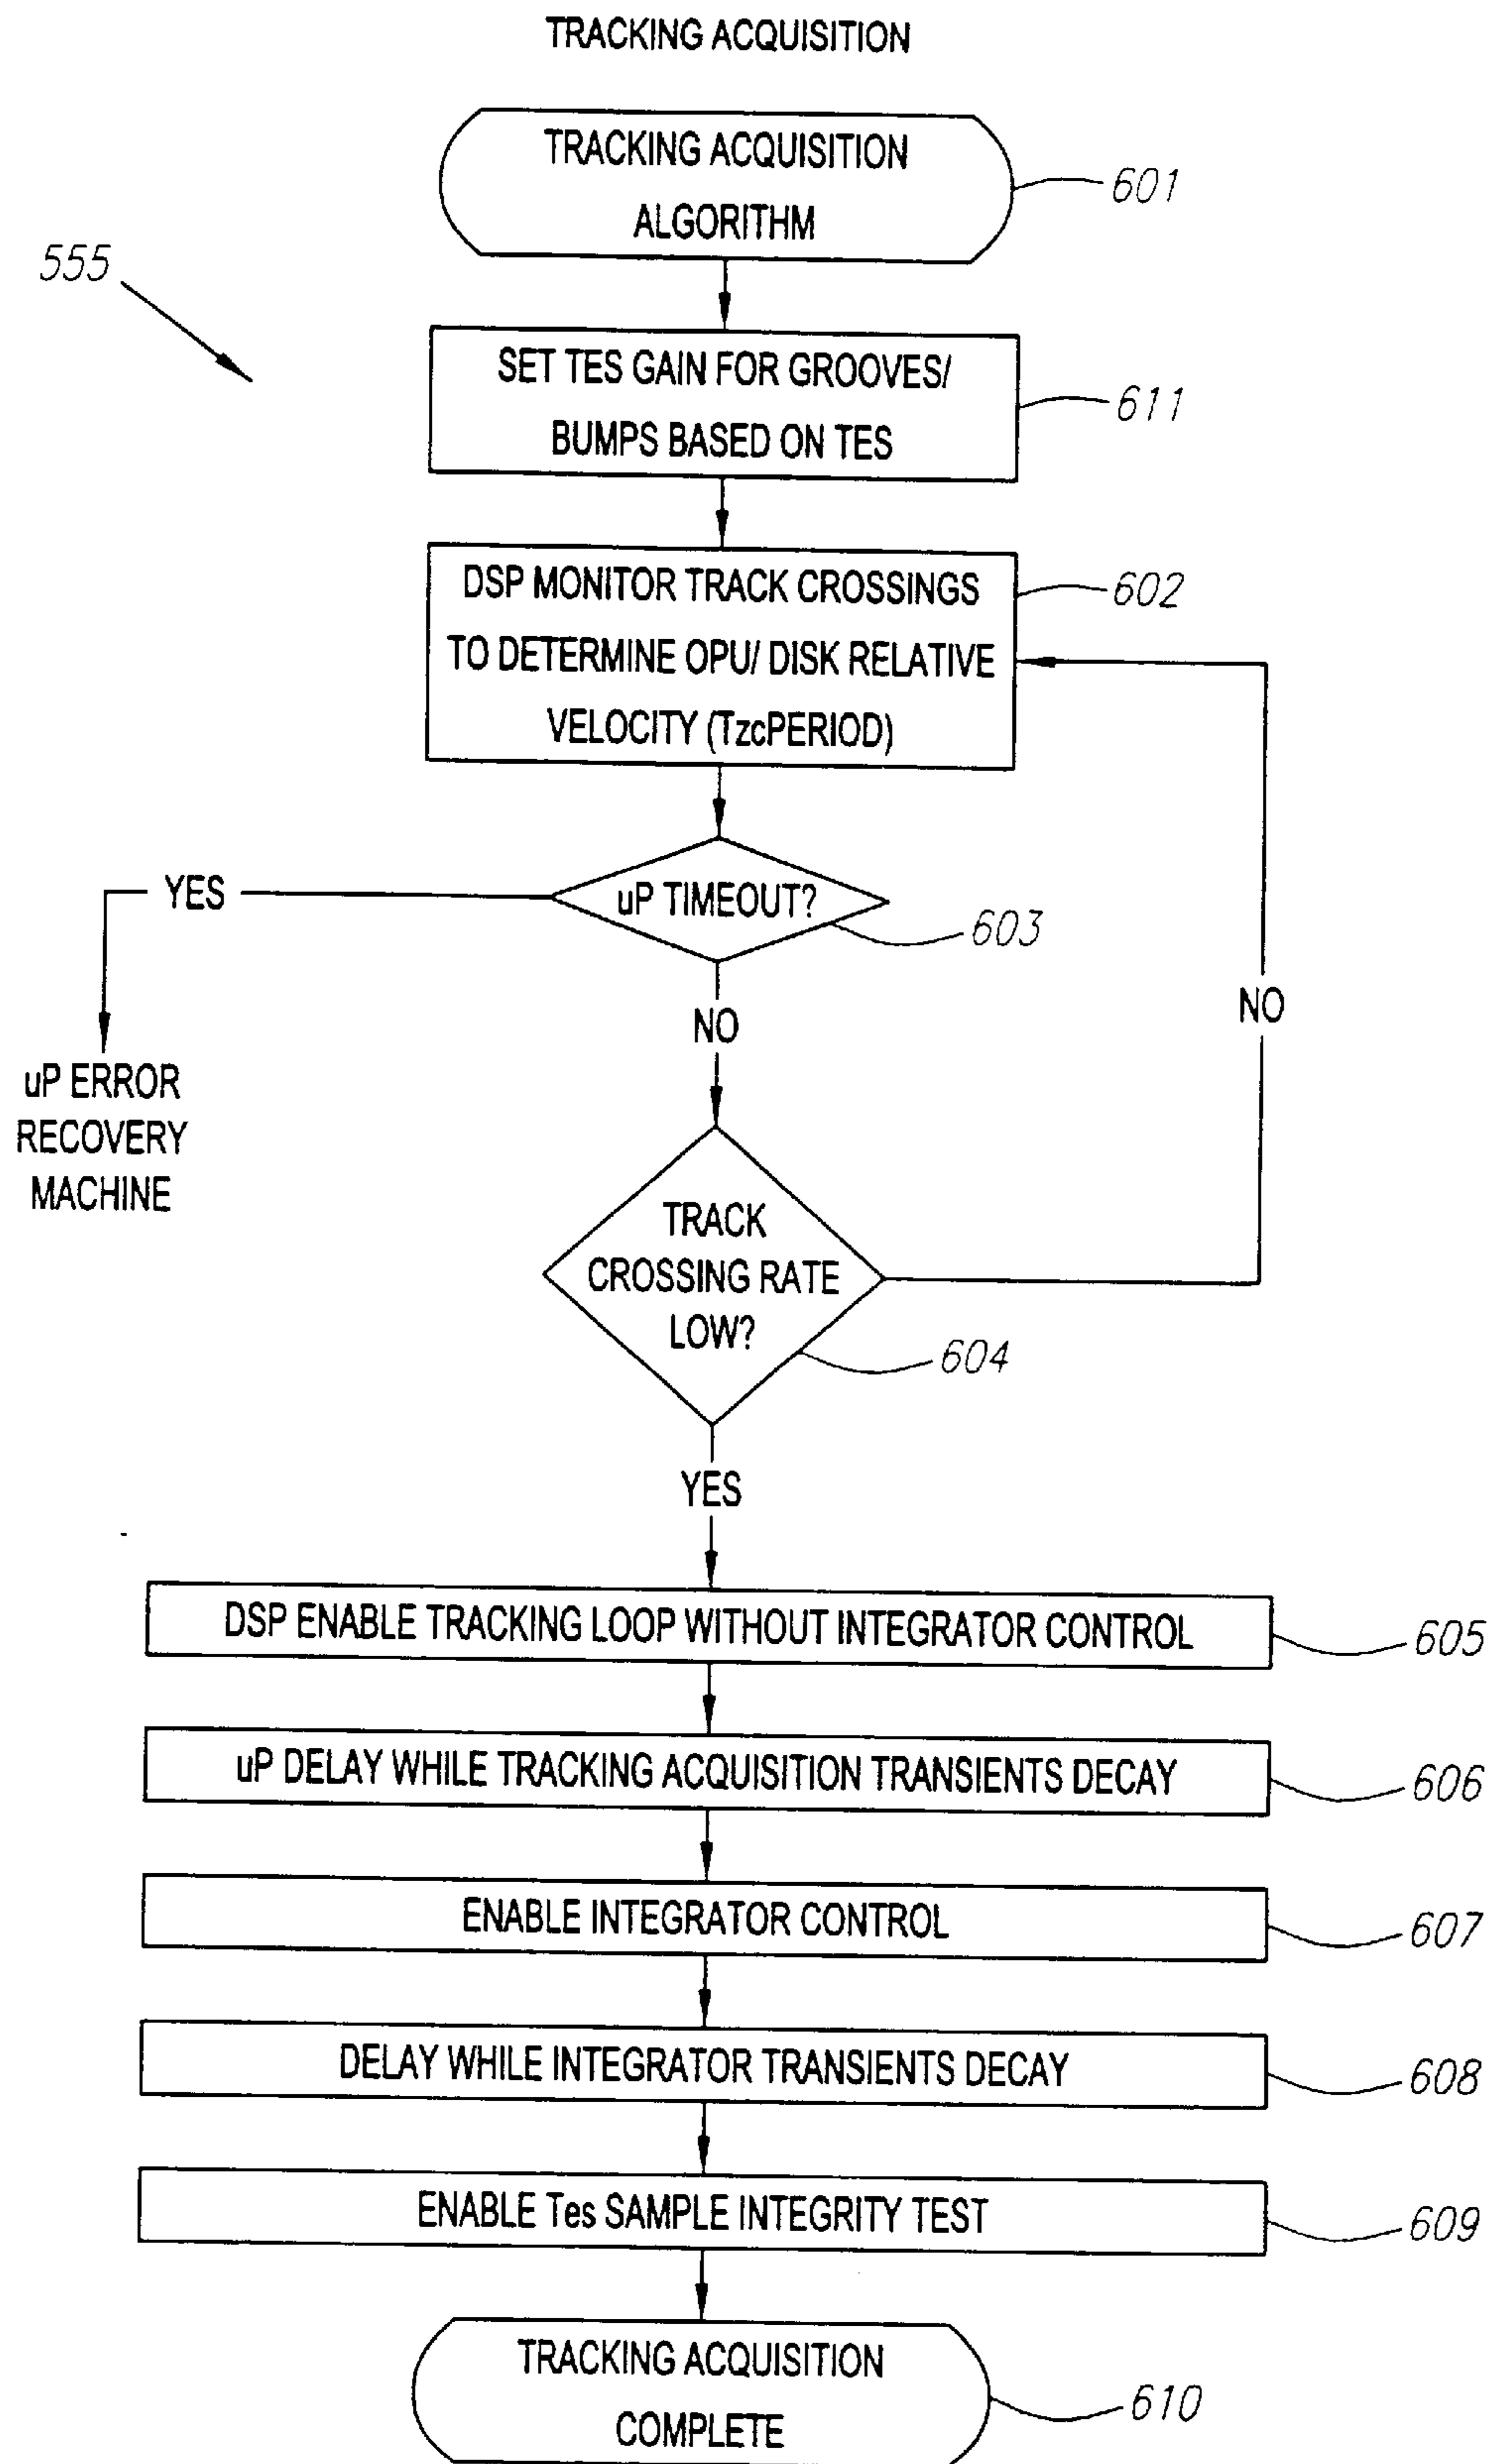 TRACKING ACQUISITION
TRACKING ACQUISITION
ALGORITHM
601
555
SET TES GAIN FOR GROOVES/
BUMPS BASED ON TES
611
DSP MONITOR TRACK CROSSINGS
TO DETERMINE OPU/ DISK RELATIVE
VELOCITY (TzcPERIOD)
602
YES
uP TIMEOUT?
603
NO
NO
uP ERROR
RECOVERY
MACHINE
TRACK
CROSSING RATE
LOW?
604
YES
DSP ENABLE TRACKING LOOP WITHOUT INTEGRATOR CONTROL
605
uP DELAY WHILE TRACKING ACQUISITION TRANSIENTS DECAY
606
ENABLE INTEGRATOR CONTROL
607
DELAY WHILE INTEGRATOR TRANSIENTS DECAY
608
ENABLE Tes SAMPLE INTEGRITY TEST
609
TRACKING ACQUISITION
COMPLETE
610